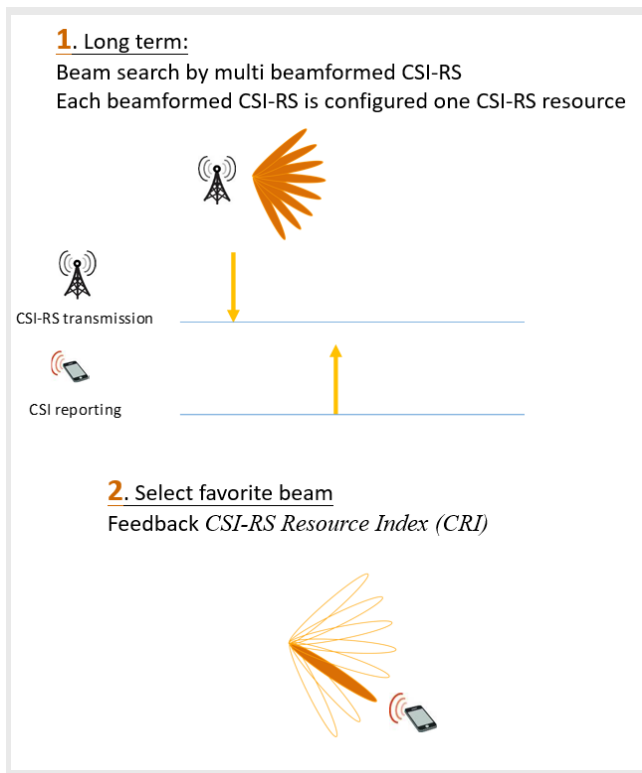 1. Long term:
Beam search by multi beamformed CSI-RS
Each beamformed CSI-RS is configured one CSI-RS resource
CSI-RS transmission
CSI reporting
2. Select favorite beam
Feedback CSI-RS Resource Index (CRI)